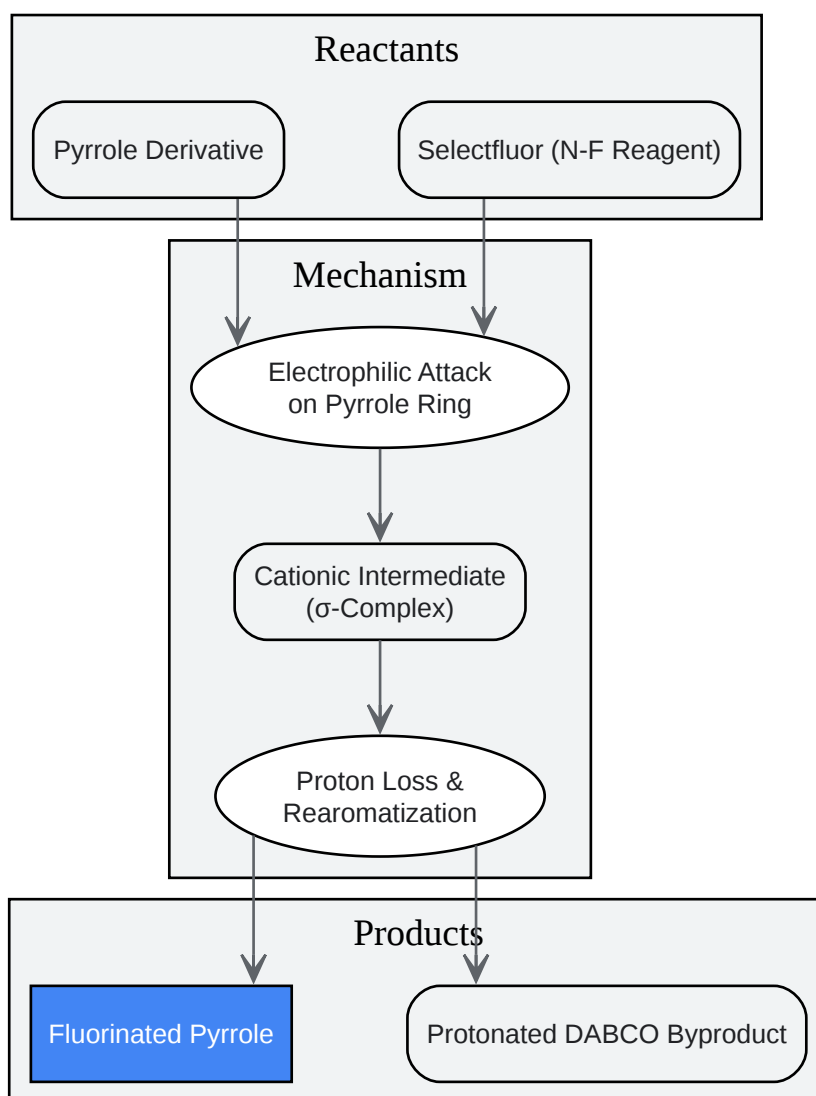 Reactants
Pyrrole Derivative
Selectfluor (N-F Reagent)
Mechanism
Electrophilic Attack
on Pyrrole Ring
Cationic Intermediate
(σ-Complex)
Proton Loss &
Rearomatization
Products
Fluorinated Pyrrole
Protonated DABCO Byproduct